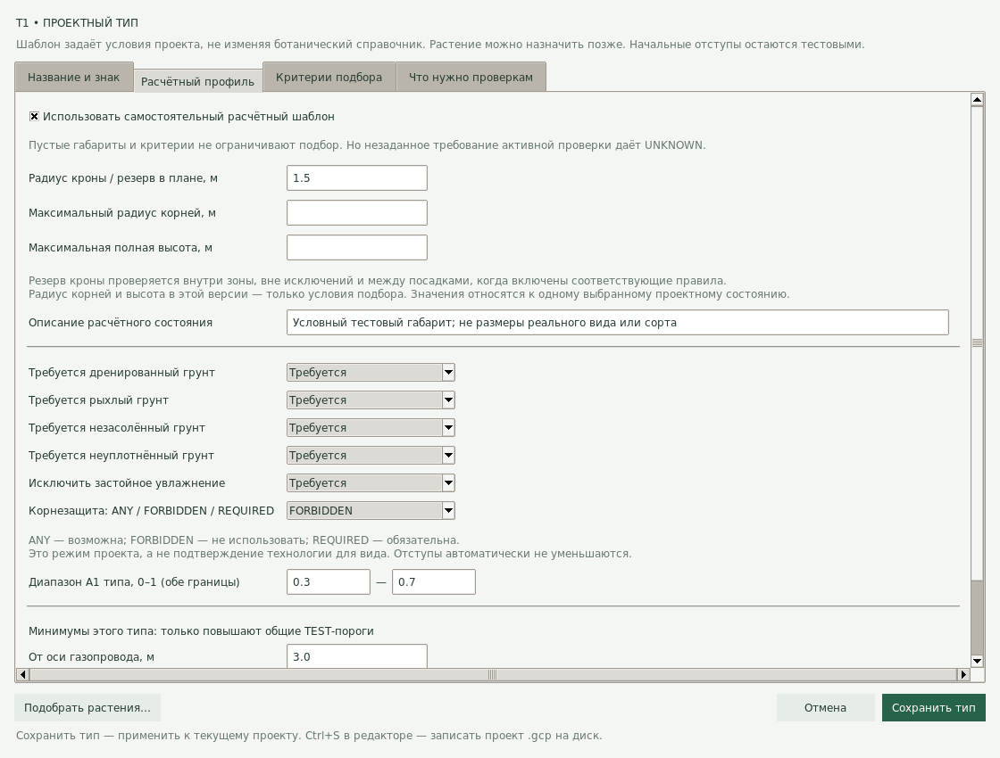 T1 • ПРОЕКТНЫЙ ТИП
Шаблон задаёт условия проекта, не изменяя ботанический справочник. Растение можно назначить позже. Начальные отступы остаются тестовыми.
Название и знак
Расчётный профиль
Критерии подбора
Что нужно проверкам
Использовать самостоятельный расчётный шаблон
Пустые габариты и критерии не ограничивают подбор. Но незаданное требование активной проверки даёт UNKNOWN.
Радиус кроны / резерв в плане, м 1.5
Максимальный радиус корней, м
Максимальная полная высота, м
Резерв кроны проверяется внутри зоны, вне исключений и между посадками, когда включены соответствующие правила.
Радиус корней и высота в этой версии — только условия подбора. Значения относятся к одному выбранному проектному состоянию.
Описание расчётного состояния Условный тестовый габарит; не размеры реального вида или сорта
Требуется дренированный грунт Требуется
Требуется рыхлый грунт Требуется
Требуется незасолённый грунт Требуется
Требуется неуплотнённый грунт Требуется
Исключить застойное увлажнение Требуется
Корнезащита: ANY / FORBIDDEN / REQUIRED FORBIDDEN
ANY — возможна; FORBIDDEN — не использовать; REQUIRED — обязательна.
Это режим проекта, а не подтверждение технологии для вида. Отступы автоматически не уменьшаются.
Диапазон A1 типа, 0–1 (обе границы) 0.3 — 0.7
Минимумы этого типа: только повышают общие TEST-пороги
От оси газопровода, м 3.0
Подобрать растения…
Отмена
Сохранить тип
Сохранить тип — применить к текущему проекту. Ctrl+S в редакторе — записать проект .gcp на диск.